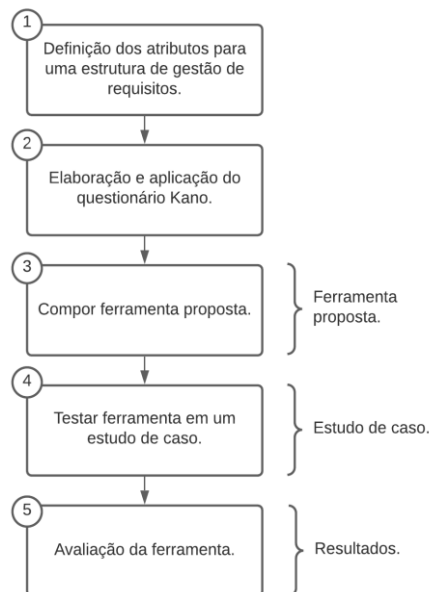 1
Definição dos atributos para
uma estrutura de gestão de
requisitos.
2
Elaboração e aplicação do
questionário Kano.
3
Compor ferramenta proposta.
Ferramenta
proposta.
4
Testar ferramenta em um
estudo de caso.
Estudo de caso.
5
Avaliação da ferramenta.
Resultados.